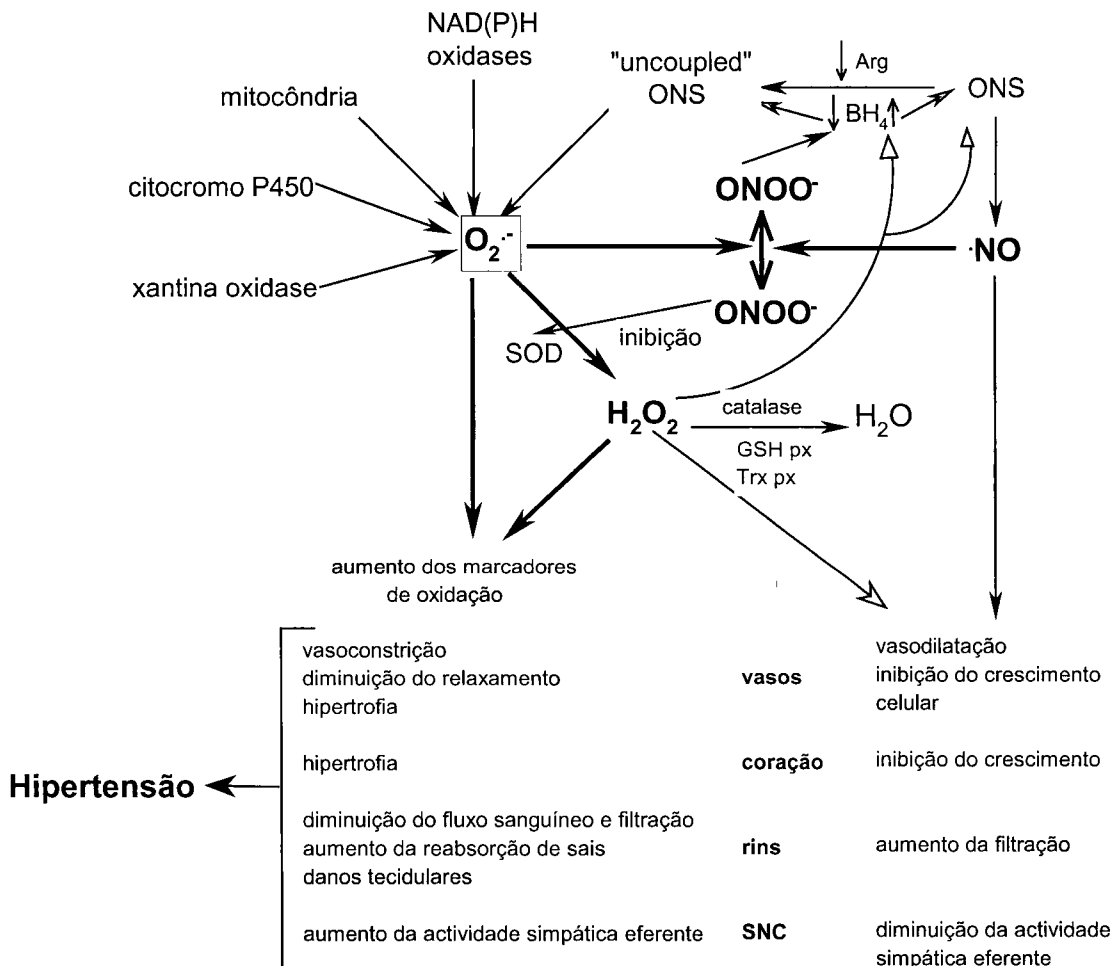 NAD(P)H
oxidases
"uncoupled"
ONS
Arg
ONS
mitocôndria
BH₄
citocromo P450
ONOO⁻
O₂·⁻
·NO
xantina oxidase
ONOO⁻
inibição
SOD
H₂O₂
catalase
H₂O
GSH px
Trx px
aumento dos marcadores
de oxidação
vasoconstrição
diminuição do relaxamento
hipertrofia
vasos
vasodilatação
inibição do crescimento
celular
Hipertensão
hipertrofia
coração
inibição do crescimento
diminuição do fluxo sanguíneo e filtração
aumento da reabsorção de sais
danos tecidulares
rins
aumento da filtração
aumento da actividade simpática eferente
SNC
diminuição da actividade
simpática eferente